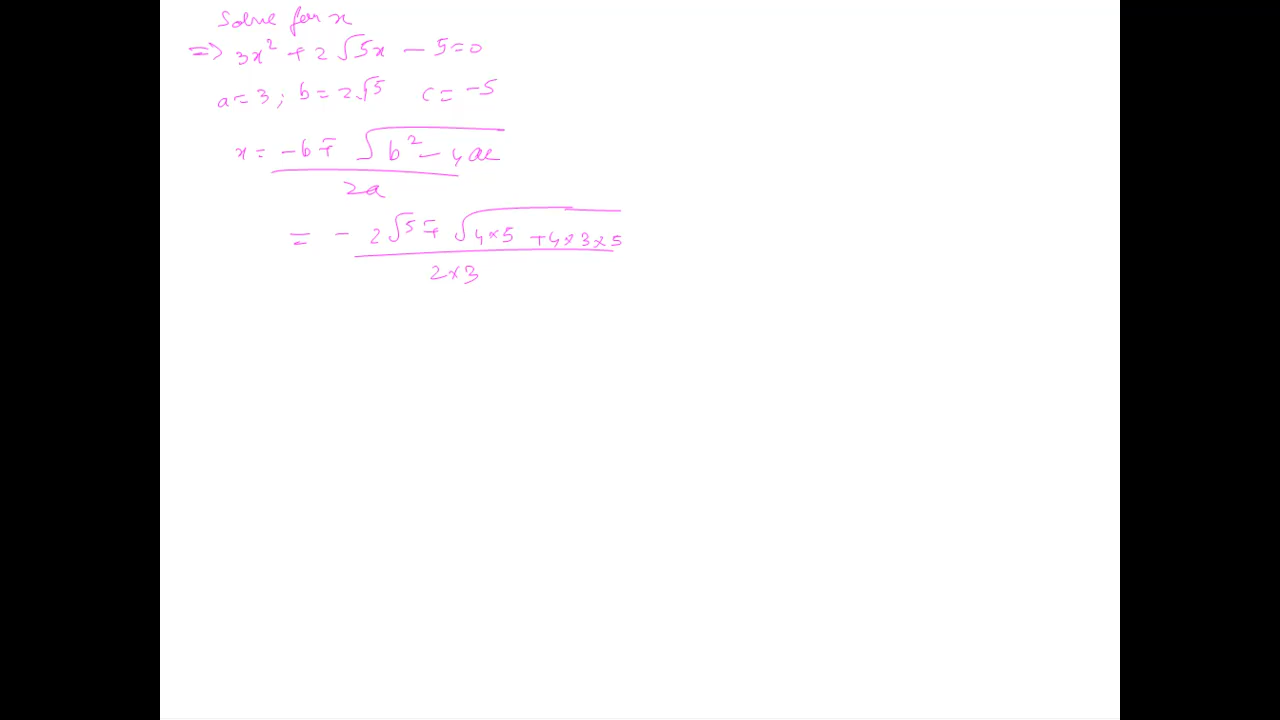 Solve for x
=> 3x² + 2√5x - 5=0
a=3; b=2√5 c=-5
x = -b∓√b²-4ac
2a
= - 2√5∓√4×5 +4×3×5
2×3